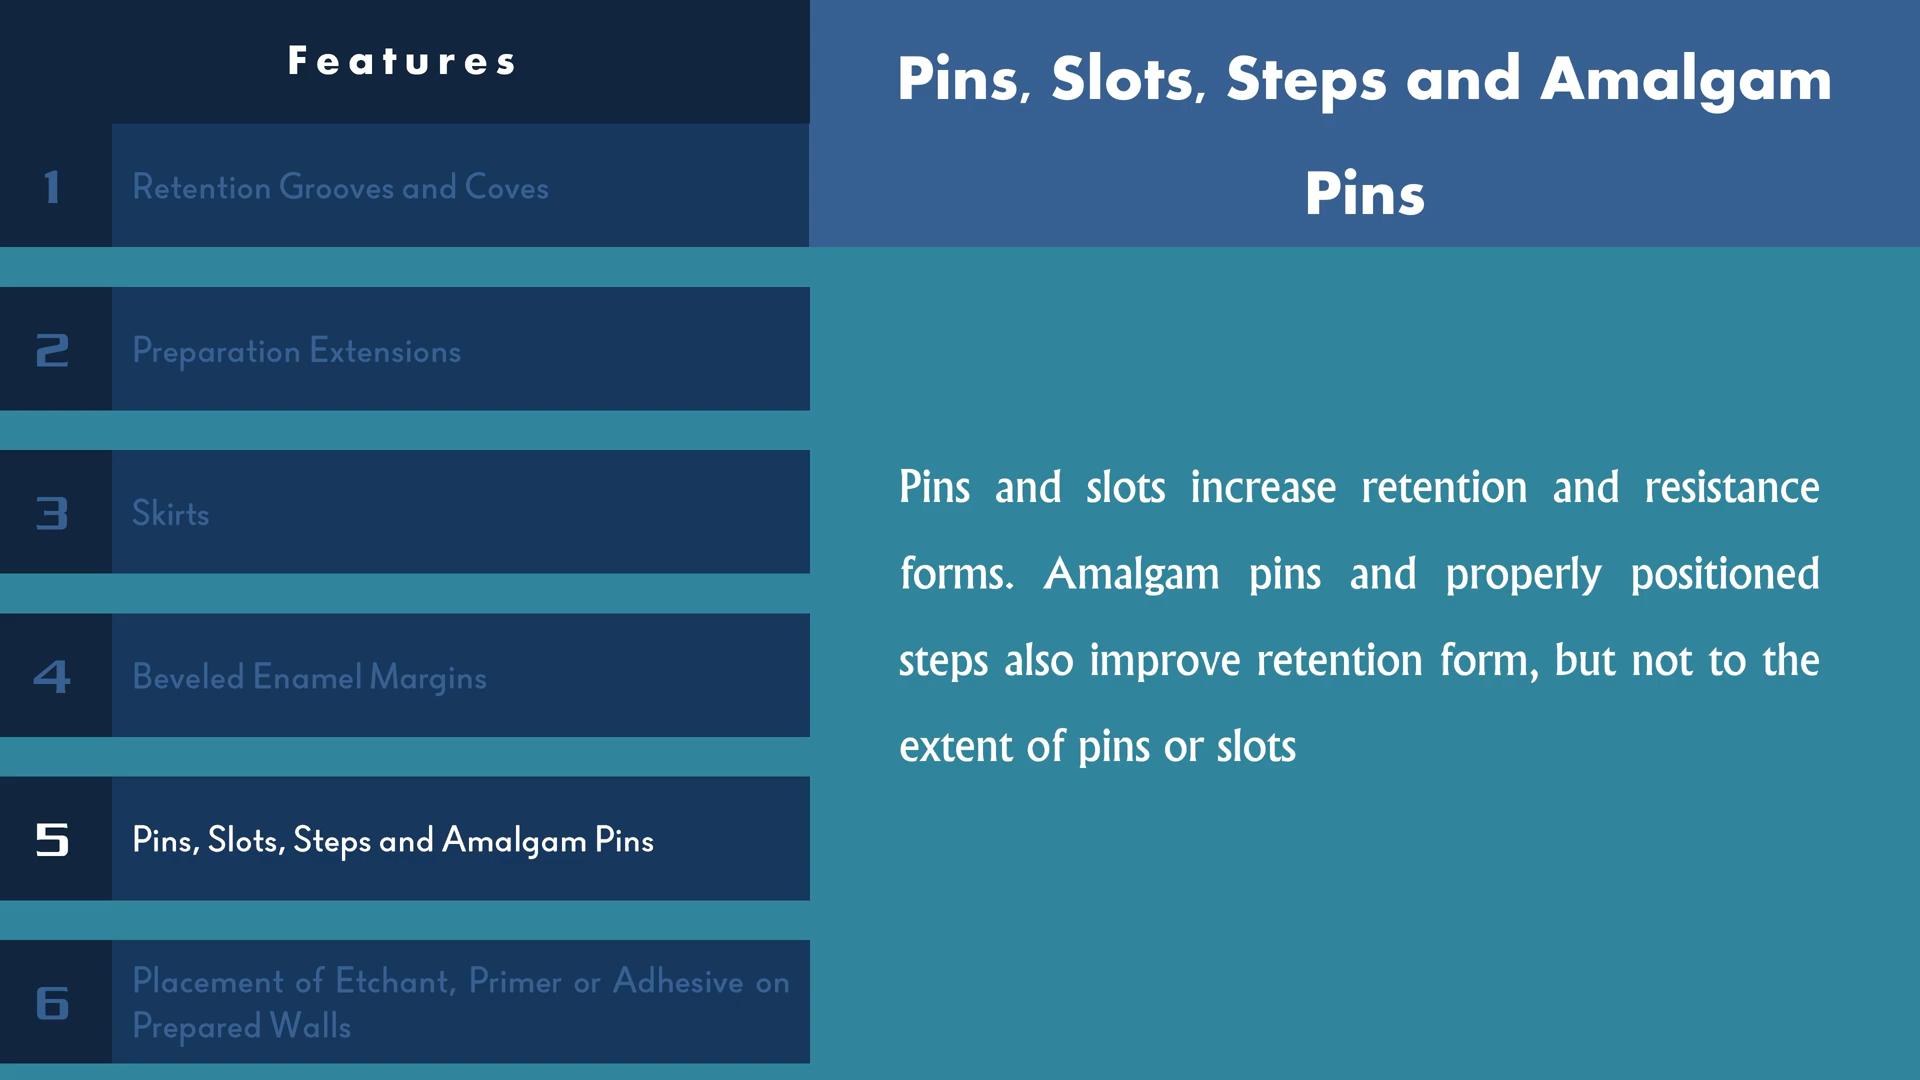 Features
1
Retention Grooves and Coves
2
Preparation Extensions
3
Skirts
4
Beveled Enamel Margins
5
Pins, Slots, Steps and Amalgam Pins
6
Placement of Etchant, Primer or Adhesive on
Prepared Walls
Pins, Slots, Steps and Amalgam
Pins
Pins and slots increase retention and resistance
forms. Amalgam pins and properly positioned
steps also improve retention form, but not to the
extent of pins or slots